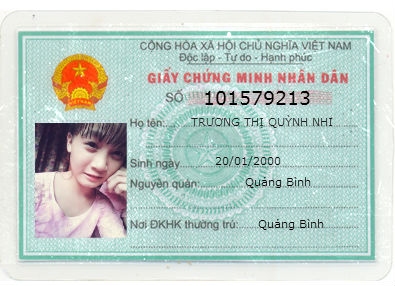 CỘNG HÒA XÃ HỘI CHỦ NGHĨA VIỆT NAM
Độc lập - Tự do - Hạnh phúc
GIẤY CHỨNG MINH NHÂN DÂN
SỐ 101579213
Họ tên: TRƯƠNG THỊ QUỲNH NHI
Sinh ngày 20/01/2000
Nguyên quán: Quảng Bình
Nơi ĐKHK thường trú: Quảng Bình
VIỆT NAM